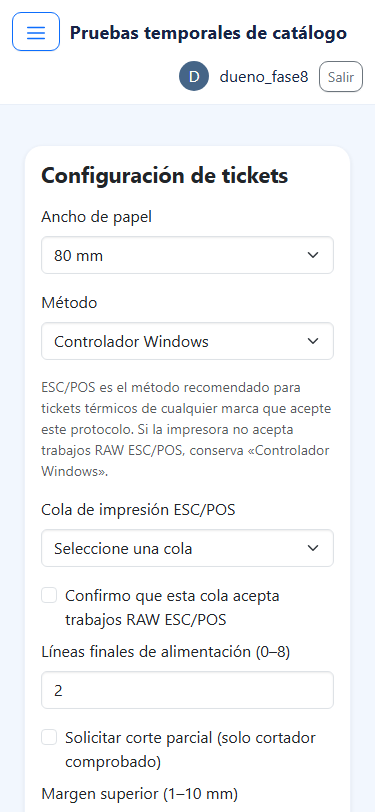 Pruebas temporales de catálogo
D dueno_fase8 Salir
Configuración de tickets
Ancho de papel
80 mm
Método
Controlador Windows
ESC/POS es el método recomendado para
tickets térmicos de cualquier marca que acepte
este protocolo. Si la impresora no acepta
trabajos RAW ESC/POS, conserva «Controlador
Windows».
Cola de impresión ESC/POS
Seleccione una cola
Confirmo que esta cola acepta
trabajos RAW ESC/POS
Líneas finales de alimentación (0–8)
2
Solicitar corte parcial (solo cortador
comprobado)
Margen superior (1–10 mm)